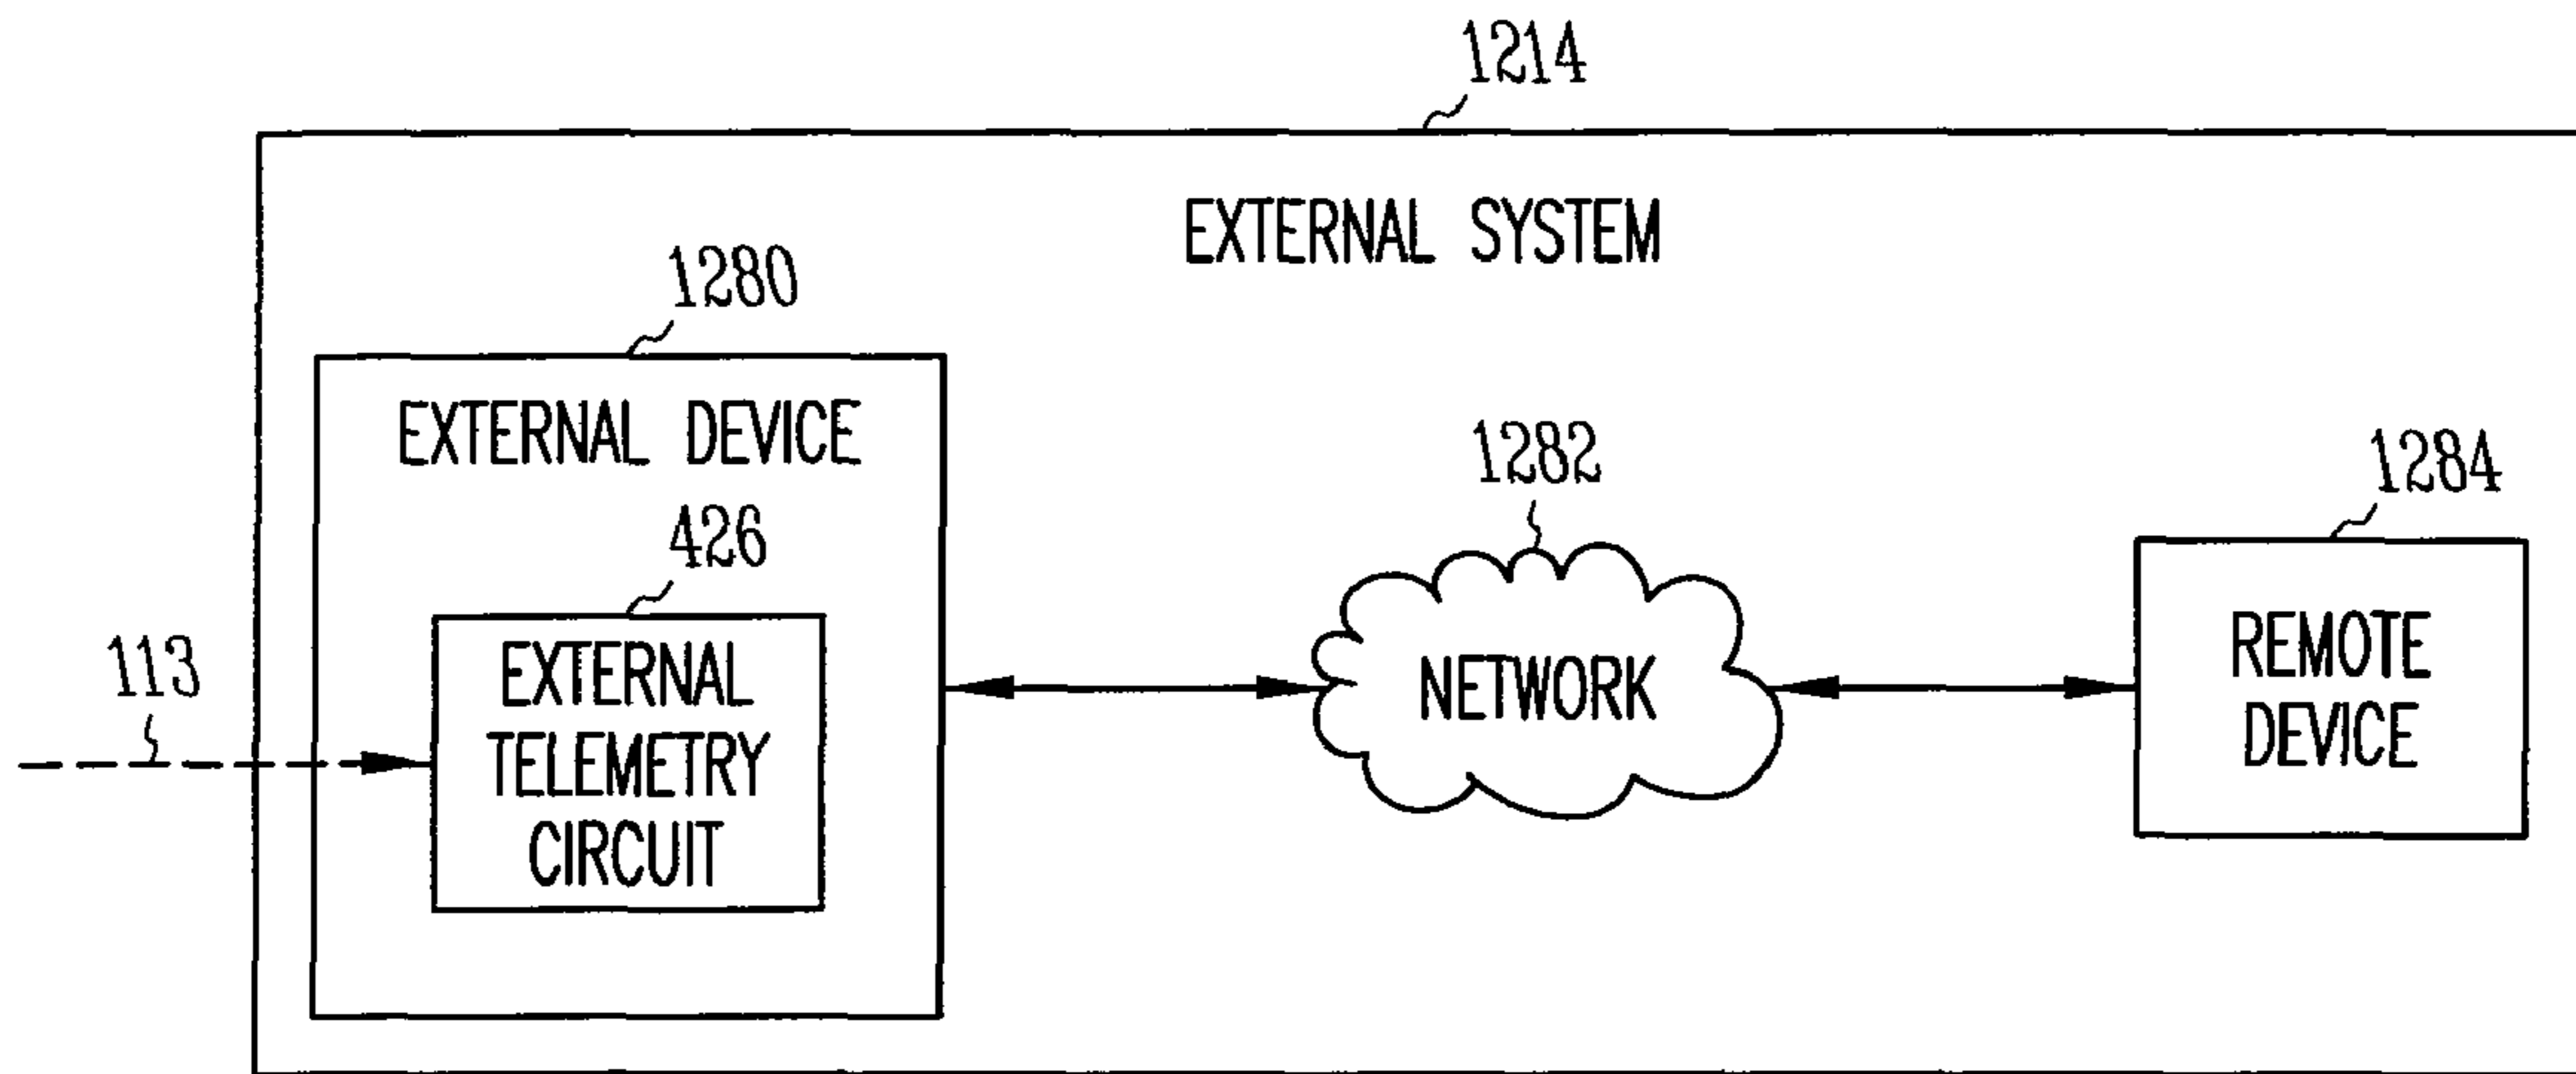 1214
EXTERNAL SYSTEM
1280
EXTERNAL DEVICE
426
EXTERNAL
TELEMETRY
CIRCUIT
113
1282
NETWORK
1284
REMOTE
DEVICE